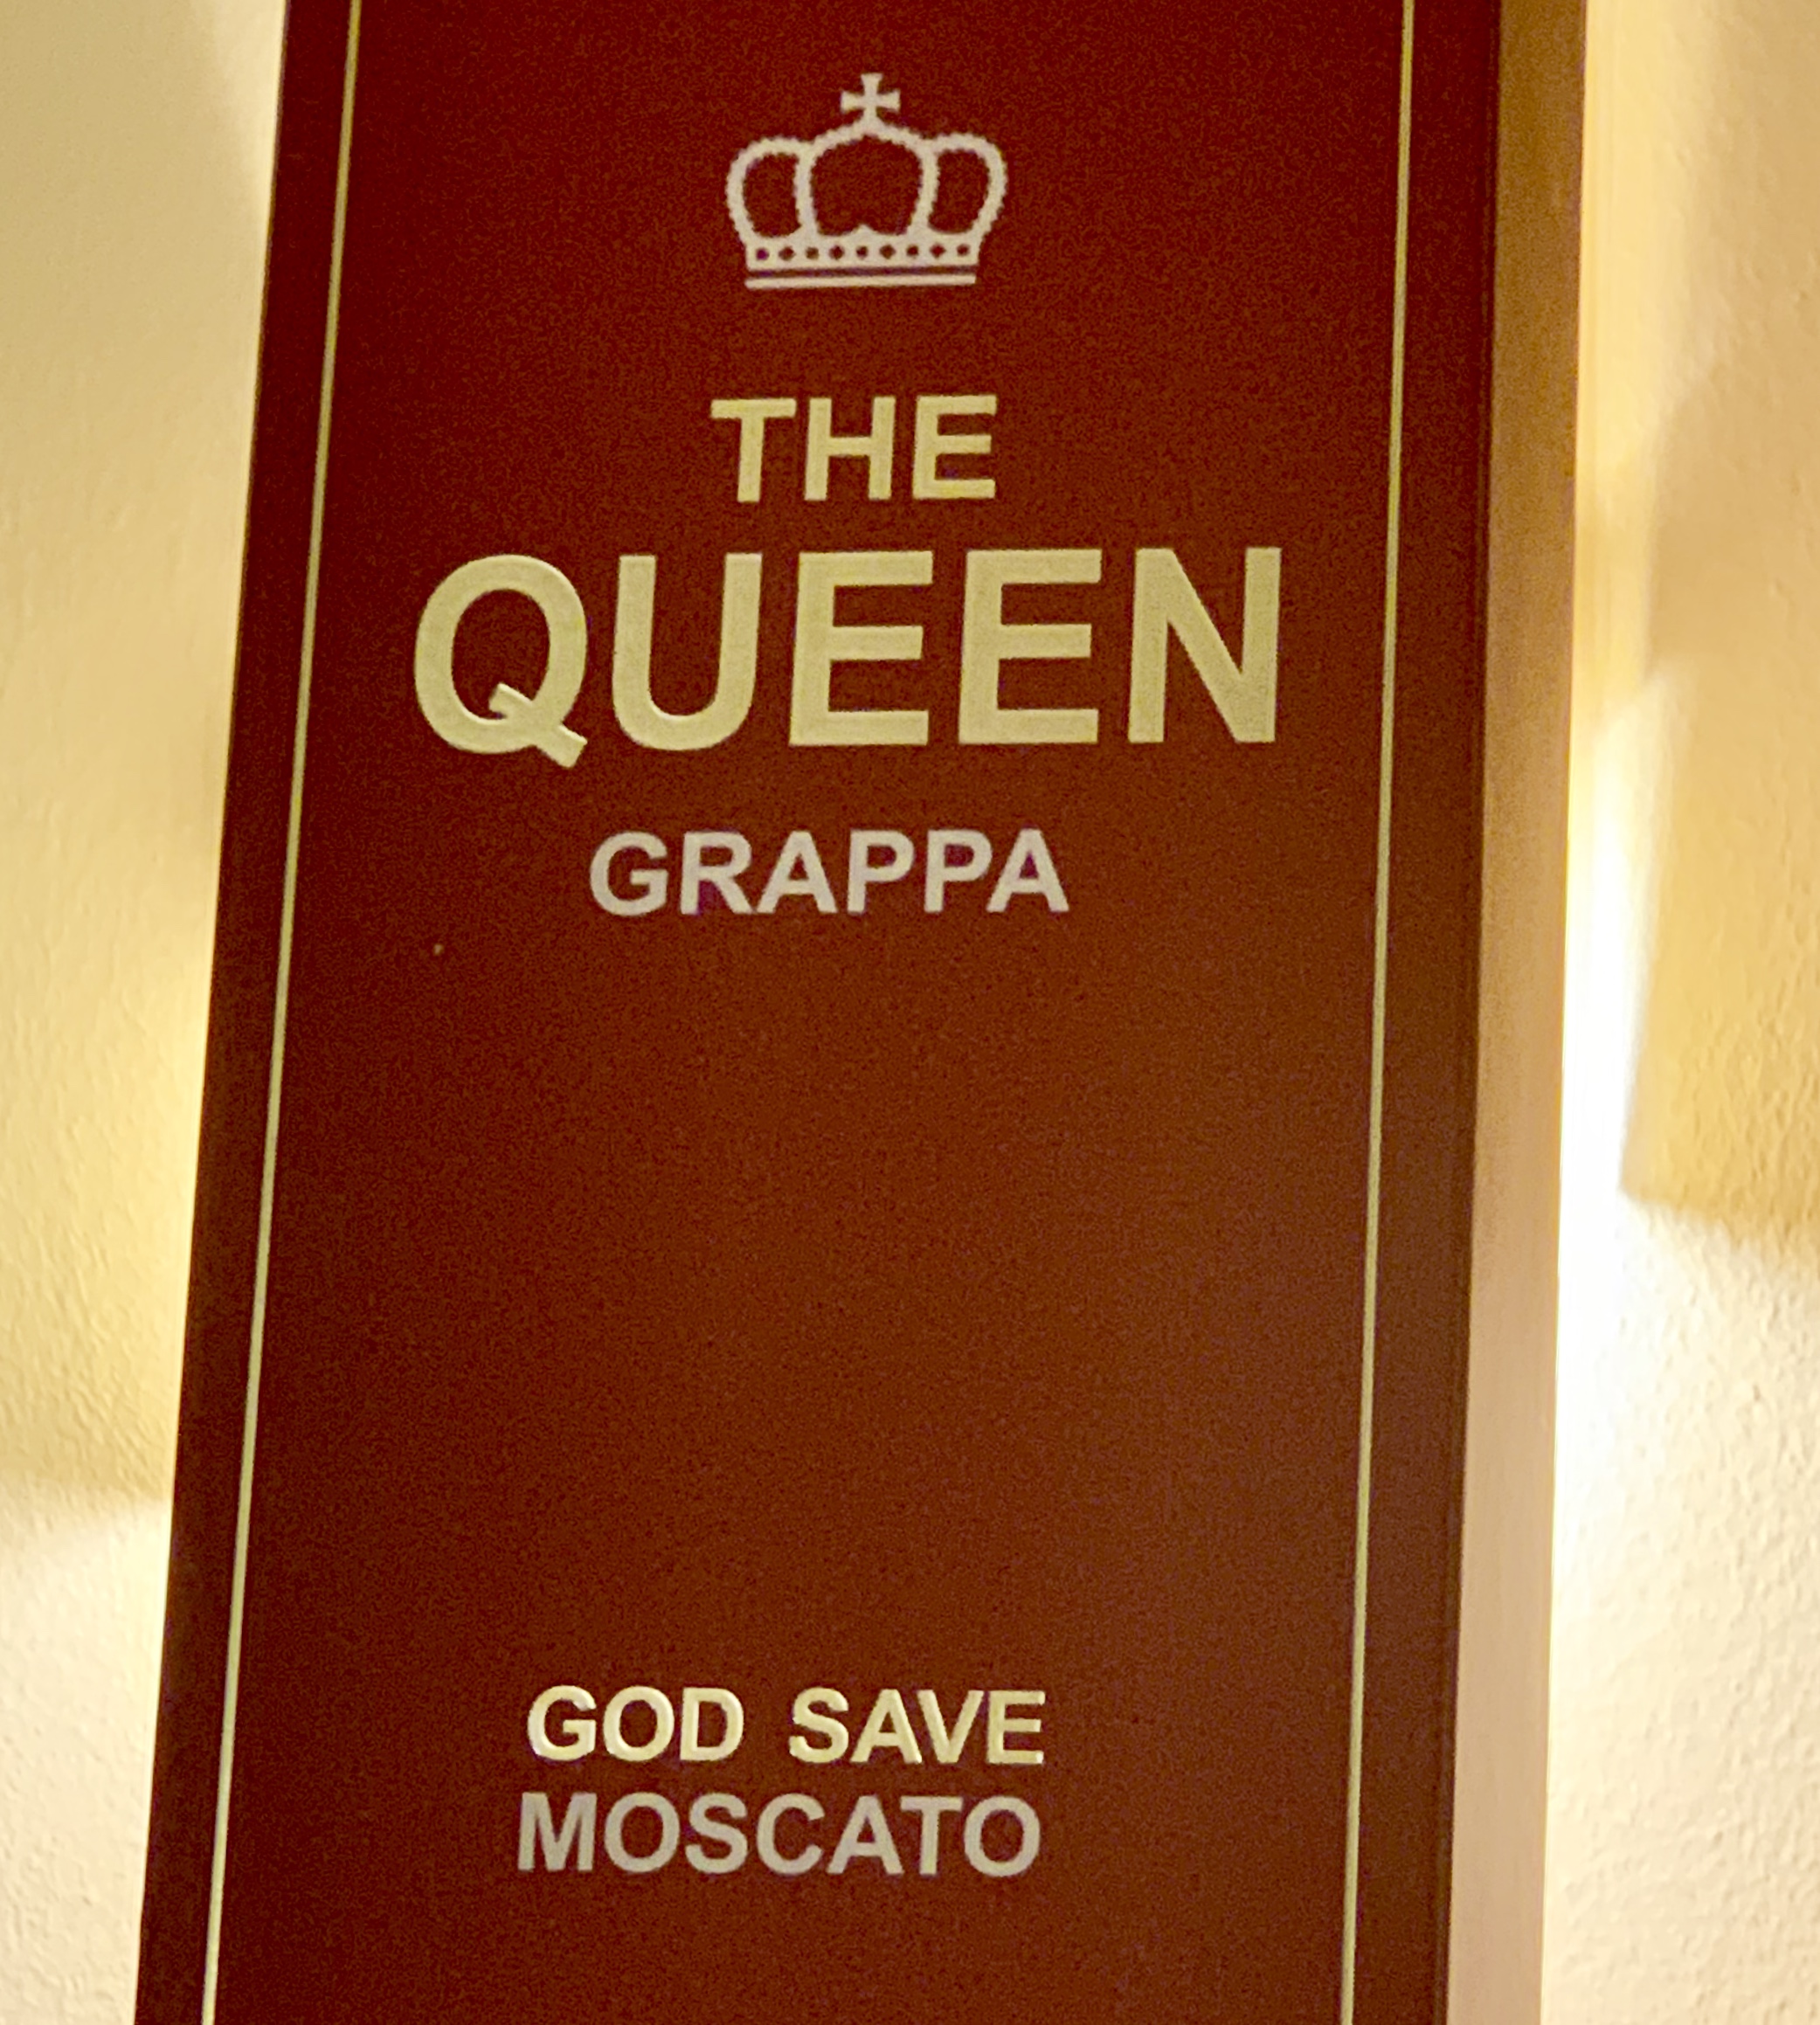 THE
QUEEN
GRAPPA
GOD SAVE
MOSCATO